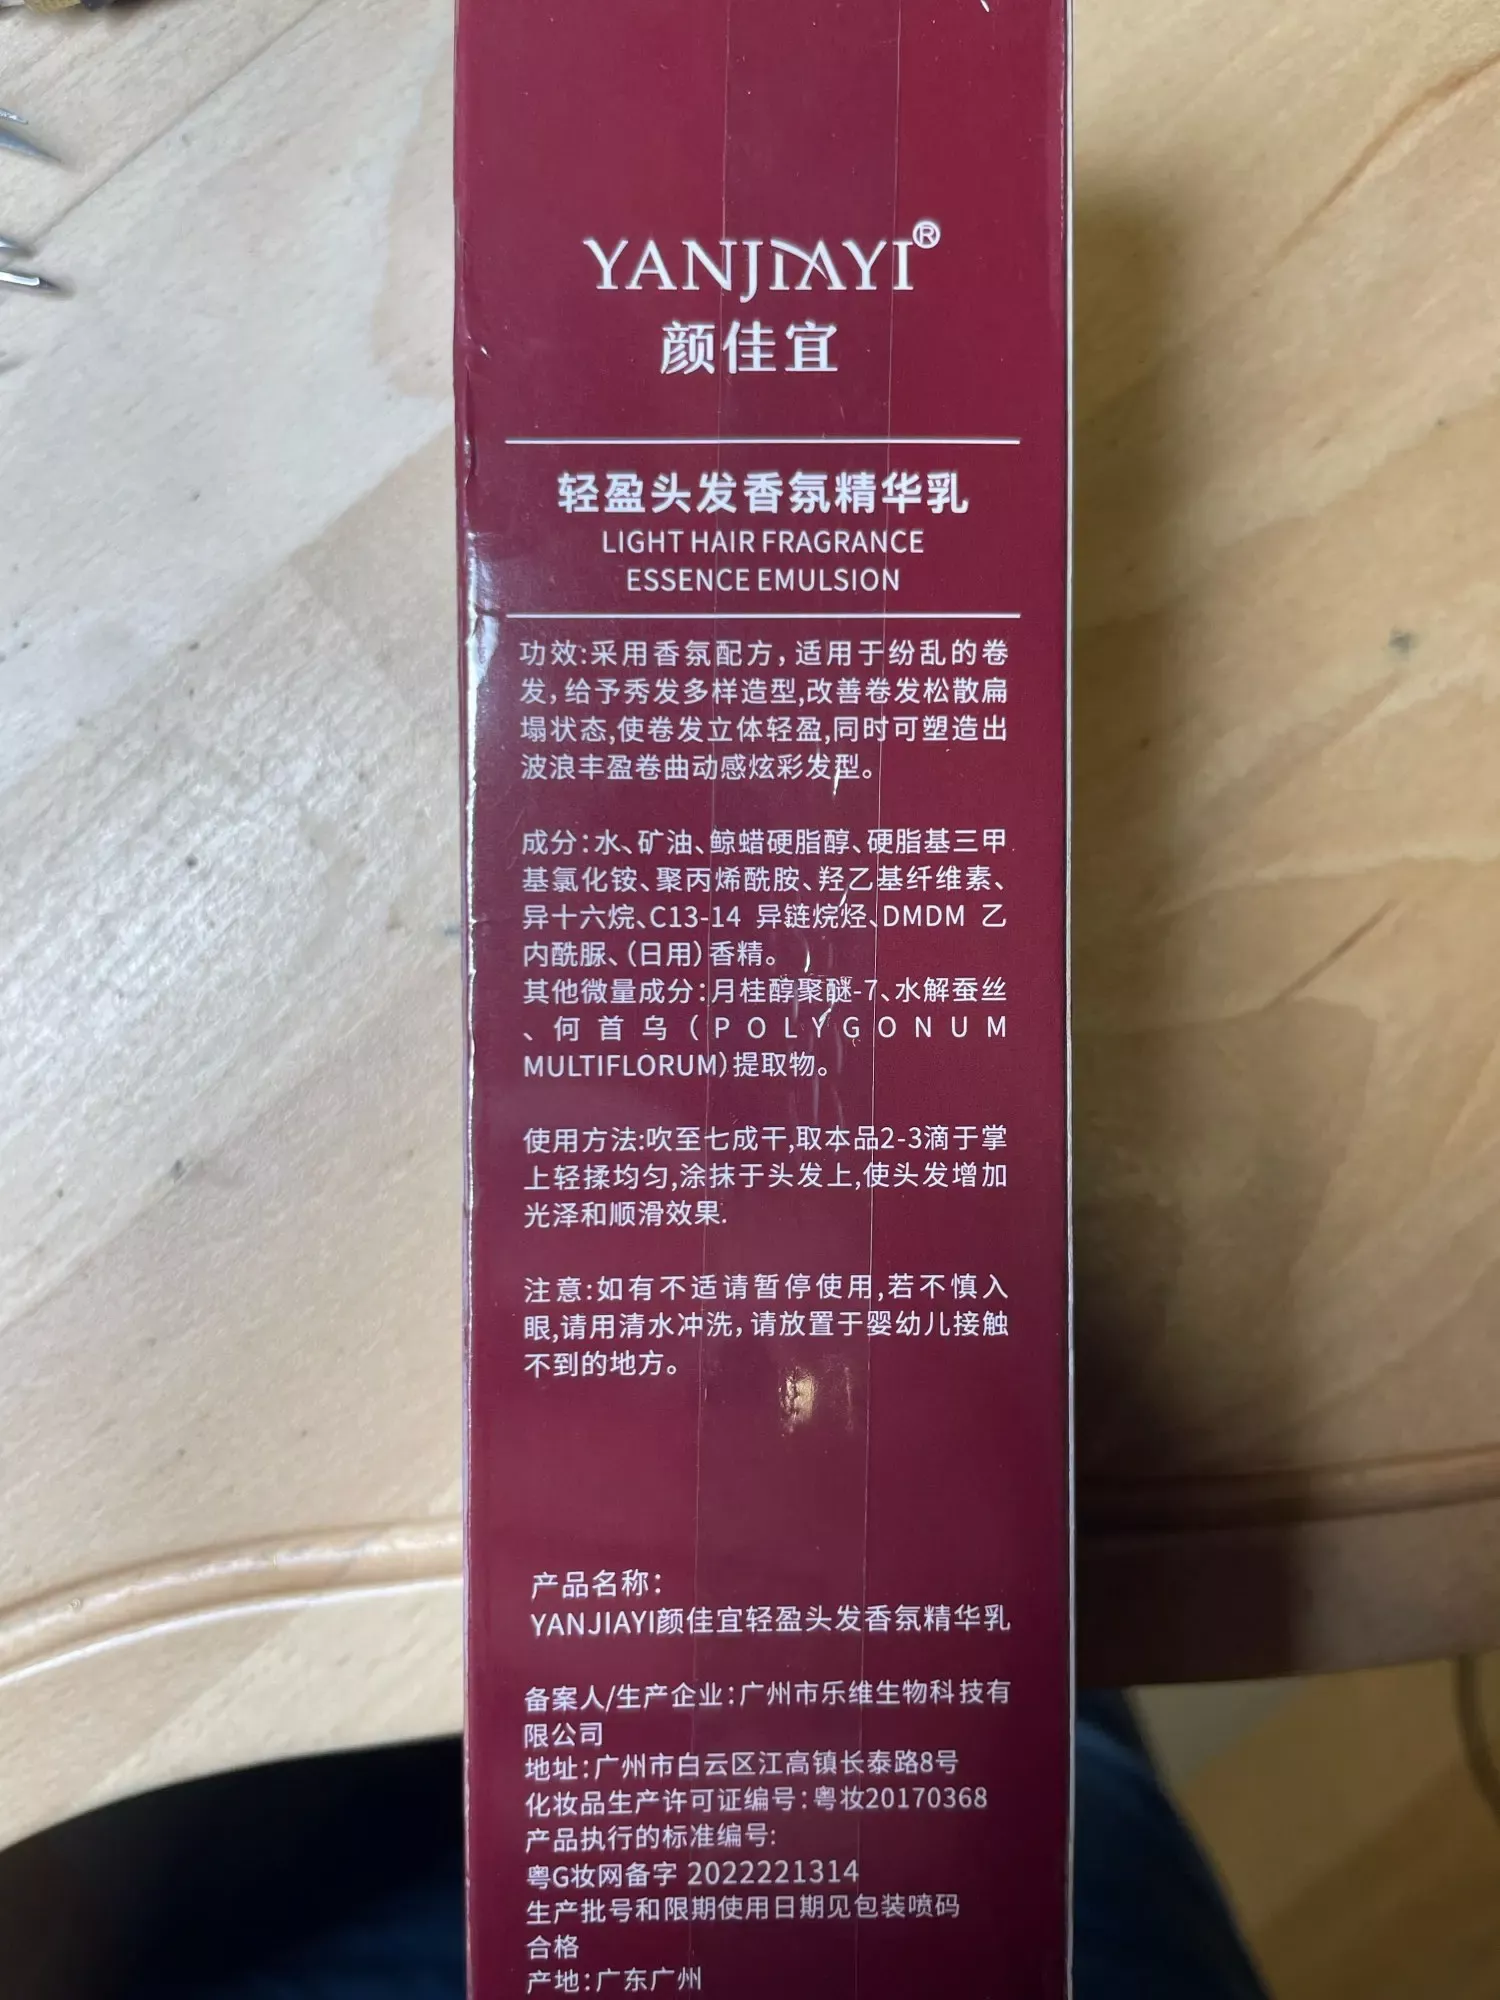 YANJIAYI®
颜佳宜
轻盈头发香氛精华乳
LIGHT HAIR FRAGRANCE
ESSENCE EMULSION
功效:采用香氛配方，适用于纷乱的卷
发，给予秀发多样造型,改善卷发松散扁
塌状态,使卷发立体轻盈,同时可塑造出
波浪丰盈卷曲动感炫彩发型。
成分:水、矿油、鲸蜡硬脂醇、硬脂基三甲
基氯化铵、聚丙烯酰胺、羟乙基纤维素、
异十六烷、C13-14 异链烷烃、DMDM 乙
内酰脲、(日用)香精。
其他微量成分:月桂醇聚醚-7、水解蚕丝
、何首乌(POLYGONUM
MULTIFLORUM)提取物。
使用方法:吹至七成干,取本品2-3滴于掌
上轻揉均匀,涂抹于头发上,使头发增加
光泽和顺滑效果.
注意:如有不适请暂停使用,若不慎入
眼,请用清水冲洗，请放置于婴幼儿接触
不到的地方。
产品名称:
YANJIAYI颜佳宜轻盈头发香氛精华乳
备案人/生产企业:广州市乐维生物科技有
限公司
地址:广州市白云区江高镇长泰路8号
化妆品生产许可证编号:粤妆20170368
产品执行的标准编号:
粤G妆网备字 2022221314
生产批号和限期使用日期见包装喷码
合格
产地:广东广州